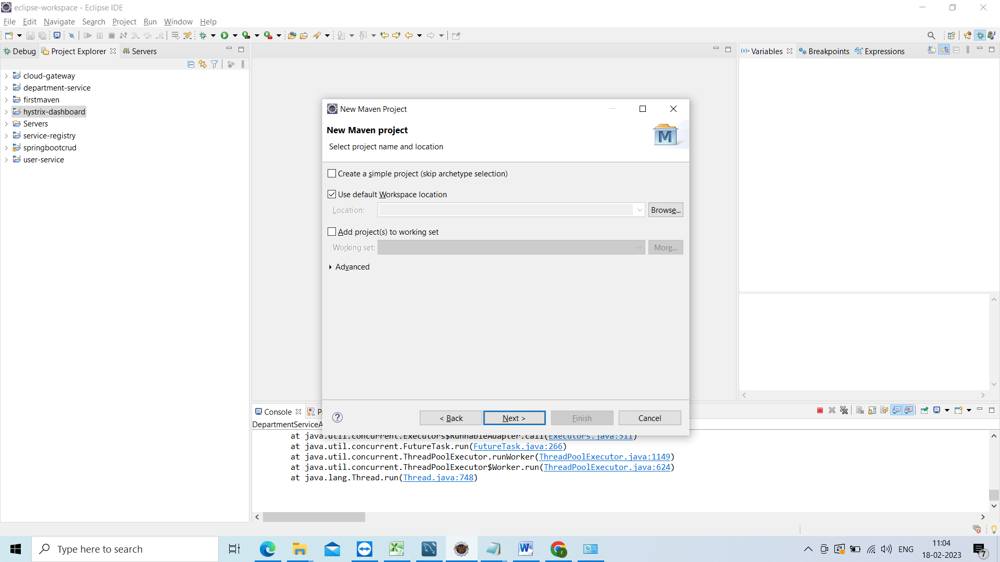 eclipse-workspace - Eclipse IDE
File Edit Navigate Search Project Run Window Help
Debug Project Explorer Servers
cloud-gateway
department-service
firstmaven
hystrix-dashboard
Servers
service-registry
springbootcrud
user-service
(x)= Variables Breakpoints Expressions
New Maven Project
New Maven project
Select project name and location
M
Create a simple project (skip archetype selection)
Use default Workspace location
Location: Browse...
Add project(s) to working set
Working set: More...
Advanced
? < Back Next > Finish Cancel
Console P
DepartmentServiceA
at java.util.concurrent.Executors$RunnableAdapter.call(Executors.java:511)
at java.util.concurrent.FutureTask.run(FutureTask.java:266)
at java.util.concurrent.ThreadPoolExecutor.runWorker(ThreadPoolExecutor.java:1149)
at java.util.concurrent.ThreadPoolExecutor$Worker.run(ThreadPoolExecutor.java:624)
at java.lang.Thread.run(Thread.java:748)
Type here to search
ENG
11:04
18-02-2023
7